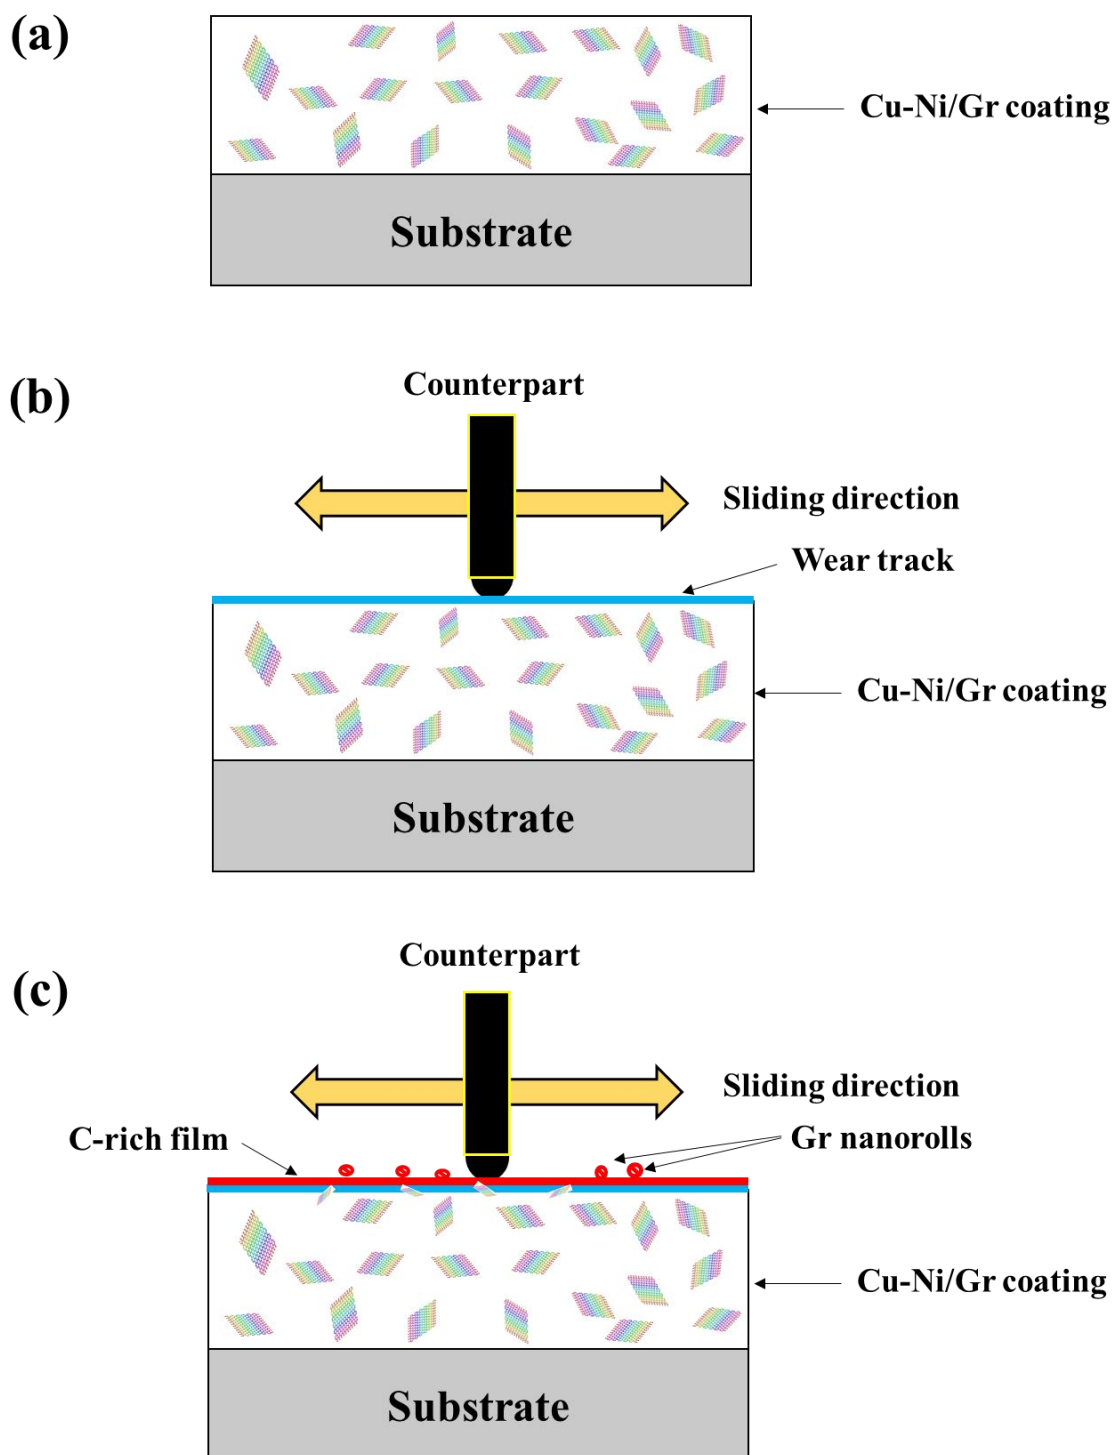 (a)
Cu-Ni/Gr coating
Substrate
(b)
Counterpart
Sliding direction
Wear track
Cu-Ni/Gr coating
Substrate
(c)
Counterpart
Sliding direction
C-rich film
Gr nanorolls
Cu-Ni/Gr coating
Substrate